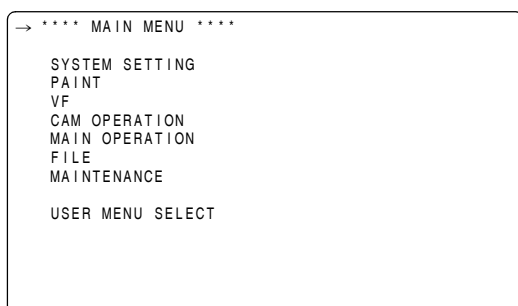 → **** MAIN MENU ****
SYSTEM SETTING
PAINT
VF
CAM OPERATION
MAIN OPERATION
FILE
MAINTENANCE
USER MENU SELECT